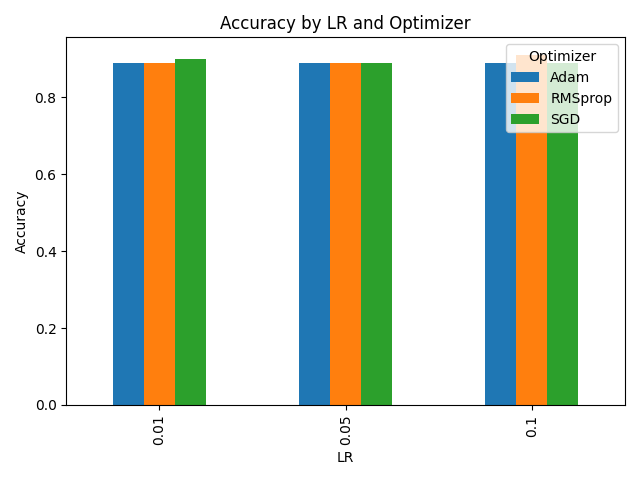 Accuracy by LR and Optimizer
Optimizer
Adam
RMSprop
SGD
Accuracy
0.8
0.6
0.4
0.2
0.0
0.01
0.05
0.1
LR